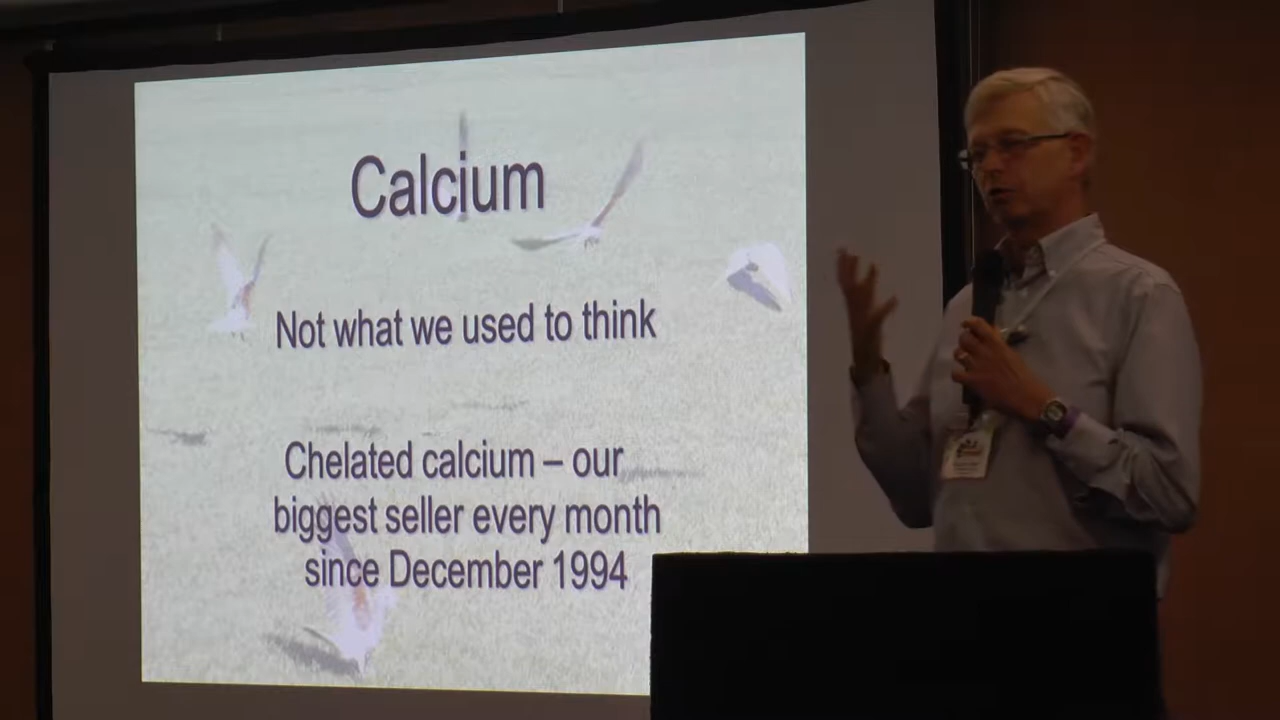 Calcium
Not what we used to think
Chelated calcium – our
biggest seller every month
since December 1994